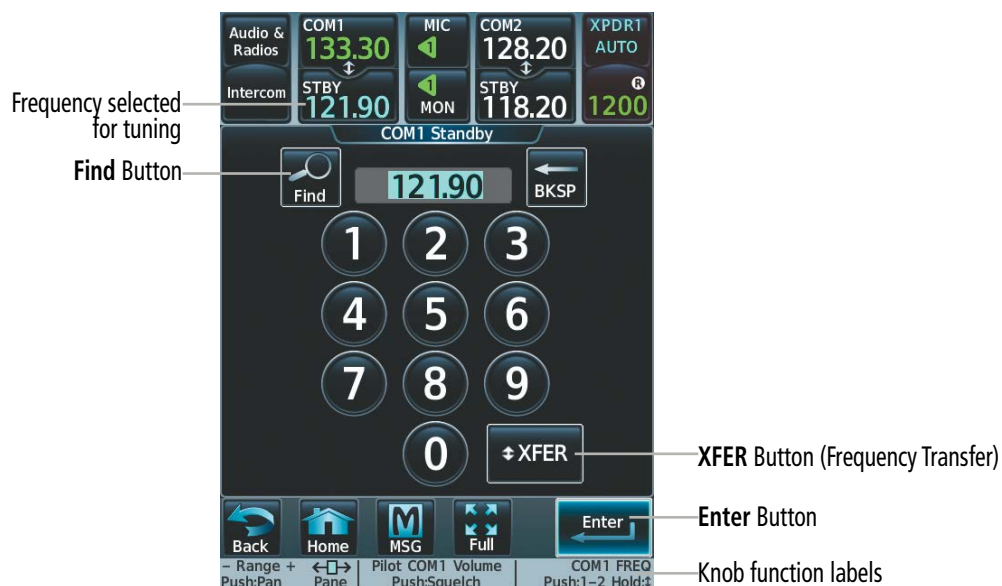 Audio & Radios
COM1
133.30
MIC
1
COM2
128.20
XPDR1
AUTO
Intercom
STBY
121.90
1
MON
STBY
118.20
R
1200
Frequency selected
for tuning
COM1 Standby
Find Button
Find
121.90
BKSP
1
2
3
4
5
6
7
8
9
0
XFER
XFER Button (Frequency Transfer)
Back
Home
MSG
Full
Enter
Enter Button
– Range +
Push:Pan
Pane
Pilot COM1 Volume
Push:Squelch
COM1 FREQ
Push:1–2 Hold:↕
Knob function labels